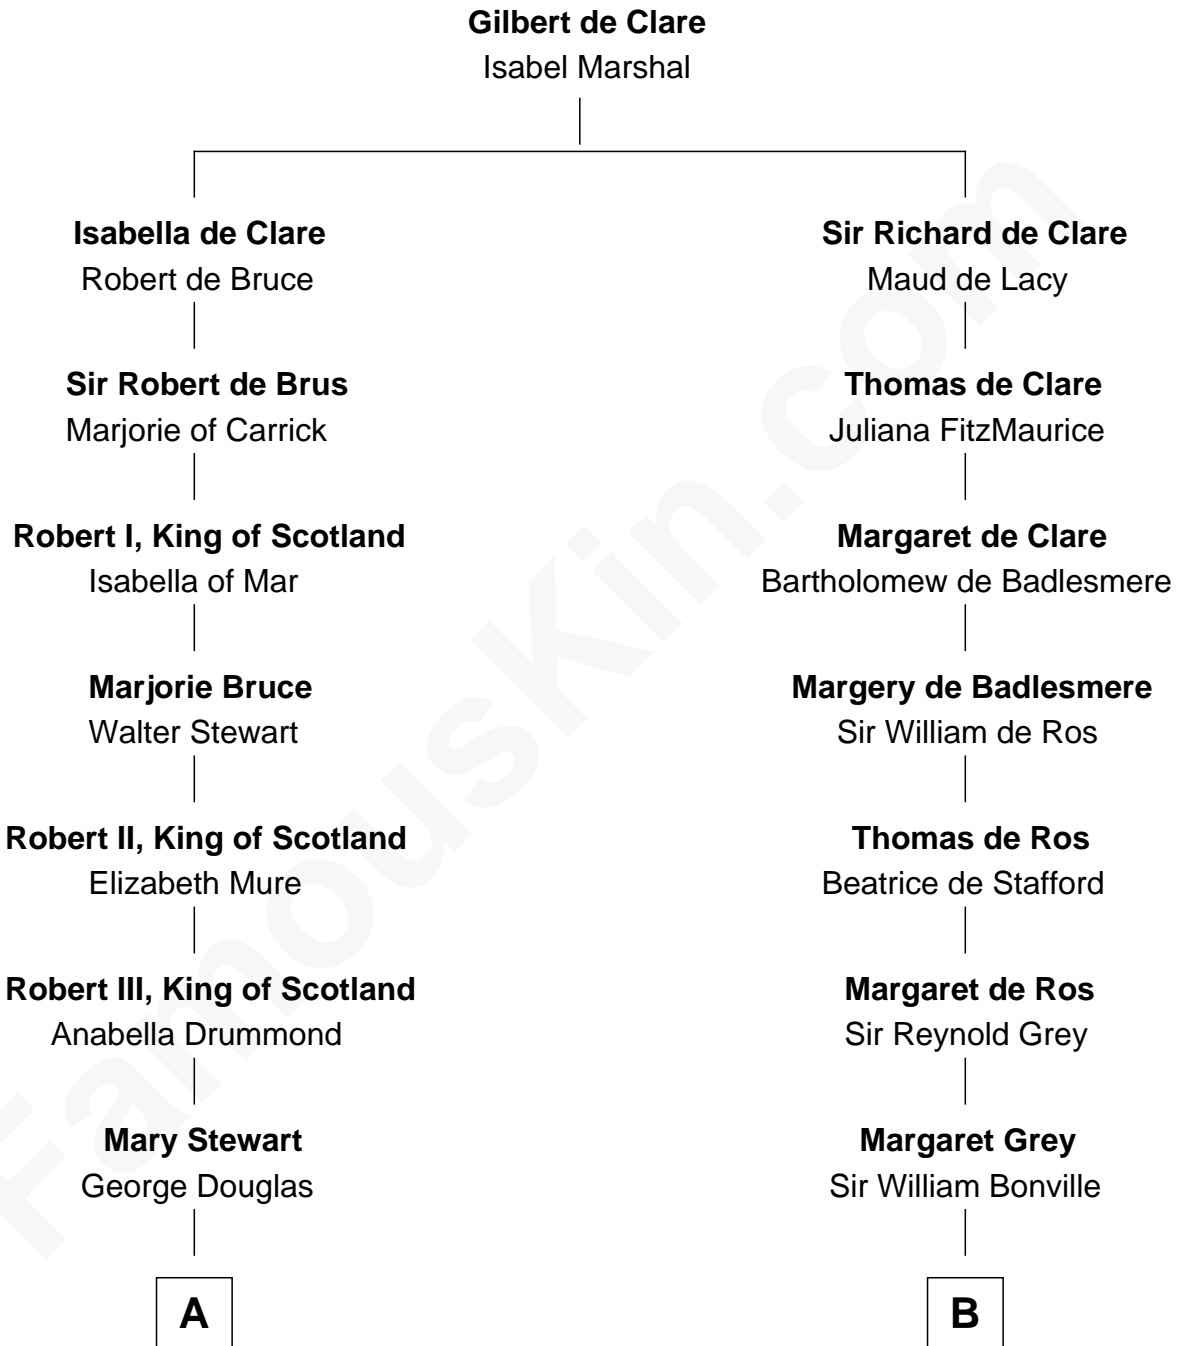 Gilbert de Clare
Isabel Marshal
Isabella de Clare
Robert de Bruce
Sir Richard de Clare
Maud de Lacy
Sir Robert de Brus
Marjorie of Carrick
Thomas de Clare
Juliana FitzMaurice
Robert I, King of Scotland
Isabella of Mar
Margaret de Clare
Bartholomew de Badlesmere
Marjorie Bruce
Walter Stewart
Margery de Badlesmere
Sir William de Ros
Robert II, King of Scotland
Elizabeth Mure
Thomas de Ros
Beatrice de Stafford
Robert III, King of Scotland
Anabella Drummond
Margaret de Ros
Sir Reynold Grey
Mary Stewart
George Douglas
Margaret Grey
Sir William Bonville
A
B
FamousKin.com